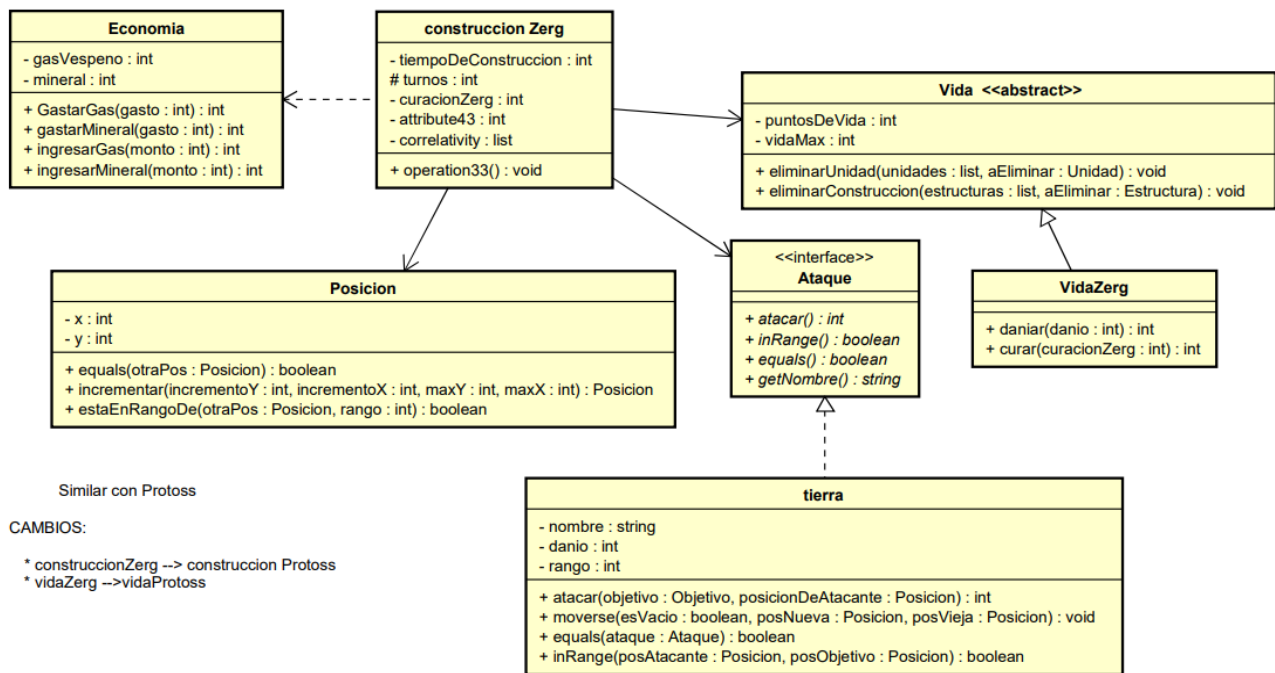 Economia
- gasVespeno : int
- mineral : int
+ GastarGas(gasto : int) : int
+ gastarMineral(gasto : int) : int
+ ingresarGas(monto : int) : int
+ ingresarMineral(monto : int) : int
construccion Zerg
- tiempoDeConstruccion : int
# turnos : int
- curacionZerg : int
- attribute43 : int
- correlativity : list
+ operation33() : void
Vida <<abstract>>
- puntosDeVida : int
- vidaMax : int
+ eliminarUnidad(unidades : list, aEliminar : Unidad) : void
+ eliminarConstruccion(estructuras : list, aEliminar : Estructura) : void
Posicion
- x : int
- y : int
+ equals(otraPos : Posicion) : boolean
+ incrementar(incrementoY : int, incrementoX : int, maxY : int, maxX : int) : Posicion
+ estaEnRangoDe(otraPos : Posicion, rango : int) : boolean
<<interface>>
Ataque
+ atacar() : int
+ inRange() : boolean
+ equals() : boolean
+ getNombre() : string
VidaZerg
+ daniar(danio : int) : int
+ curar(curacionZerg : int) : int
Similar con Protoss
CAMBIOS:
* construccionZerg --> construccion Protoss
* vidaZerg -->vidaProtoss
tierra
- nombre : string
- danio : int
- rango : int
+ atacar(objetivo : Objetivo, posicionDeAtacante : Posicion) : int
+ moverse(esVacio : boolean, posNueva : Posicion, posVieja : Posicion) : void
+ equals(ataque : Ataque) : boolean
+ inRange(posAtacante : Posicion, posObjetivo : Posicion) : boolean